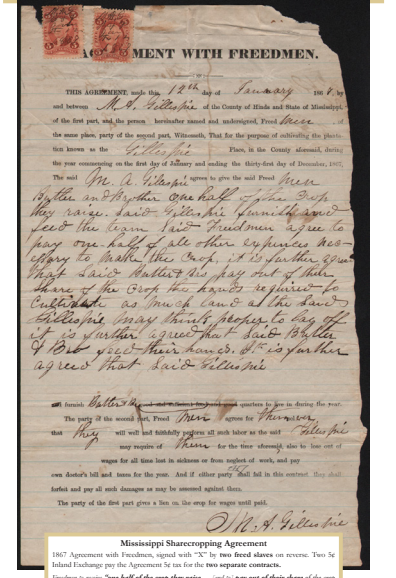 AGREEMENT WITH FREEDMEN.
THIS AGREEMENT, made this 12th day of January 186 , by
and between M. A. Gillespie of the County of Hinds and State of Mississippi,
of the first part, and the person hereinafter named and undersigned, Freed men of
the same place, party of the second part, Witnesseth, That for the purpose of cultivating the planta-
tion known as the Gillespie Place, in the County aforesaid, during
the year commencing on the first day of January and ending the thirty-first day of December, 1867,
The said M. A. Gillespie agrees to give the said Freed men
Butler and Brother one half of the Crop
they raise. Said Gillespie furnish and
feed the team Said Freedmen agree to
pay one-half of all other expences nec-
essary to make the Crop, it is further agree
that Said Butler & Bro pay out of their
share of the Crop the hands required to
Cultivate as much land as the Said
Gillespie may think proper to lay off
it is further agreed that Said Butler
& Bro feed their hands. It is further
agreed that Said Gillespie
furnish Butler & Bro quarters to live in during the year.
The party of the second part, Freed men agrees for
that they will well and faithfully perform all such labor as the said Gillespie
may require of them for the time aforesaid, also to lose out of
wages for all time lost in sickness or from neglect of work, and pay
own doctor's bill and taxes for the year. And if either party shall fail in this contract they shall
forfeit and pay all such damages as may be assessed against them.
The party of the first part gives a lien on the crop for wages until paid.
M. A. Gillespie
Mississippi Sharecropping Agreement
1867 Agreement with Freedmen, signed with "X" by two freed slaves on reverse. Two 5¢
Inland Exchange pay the Agreement 5¢ tax for the two separate contracts.